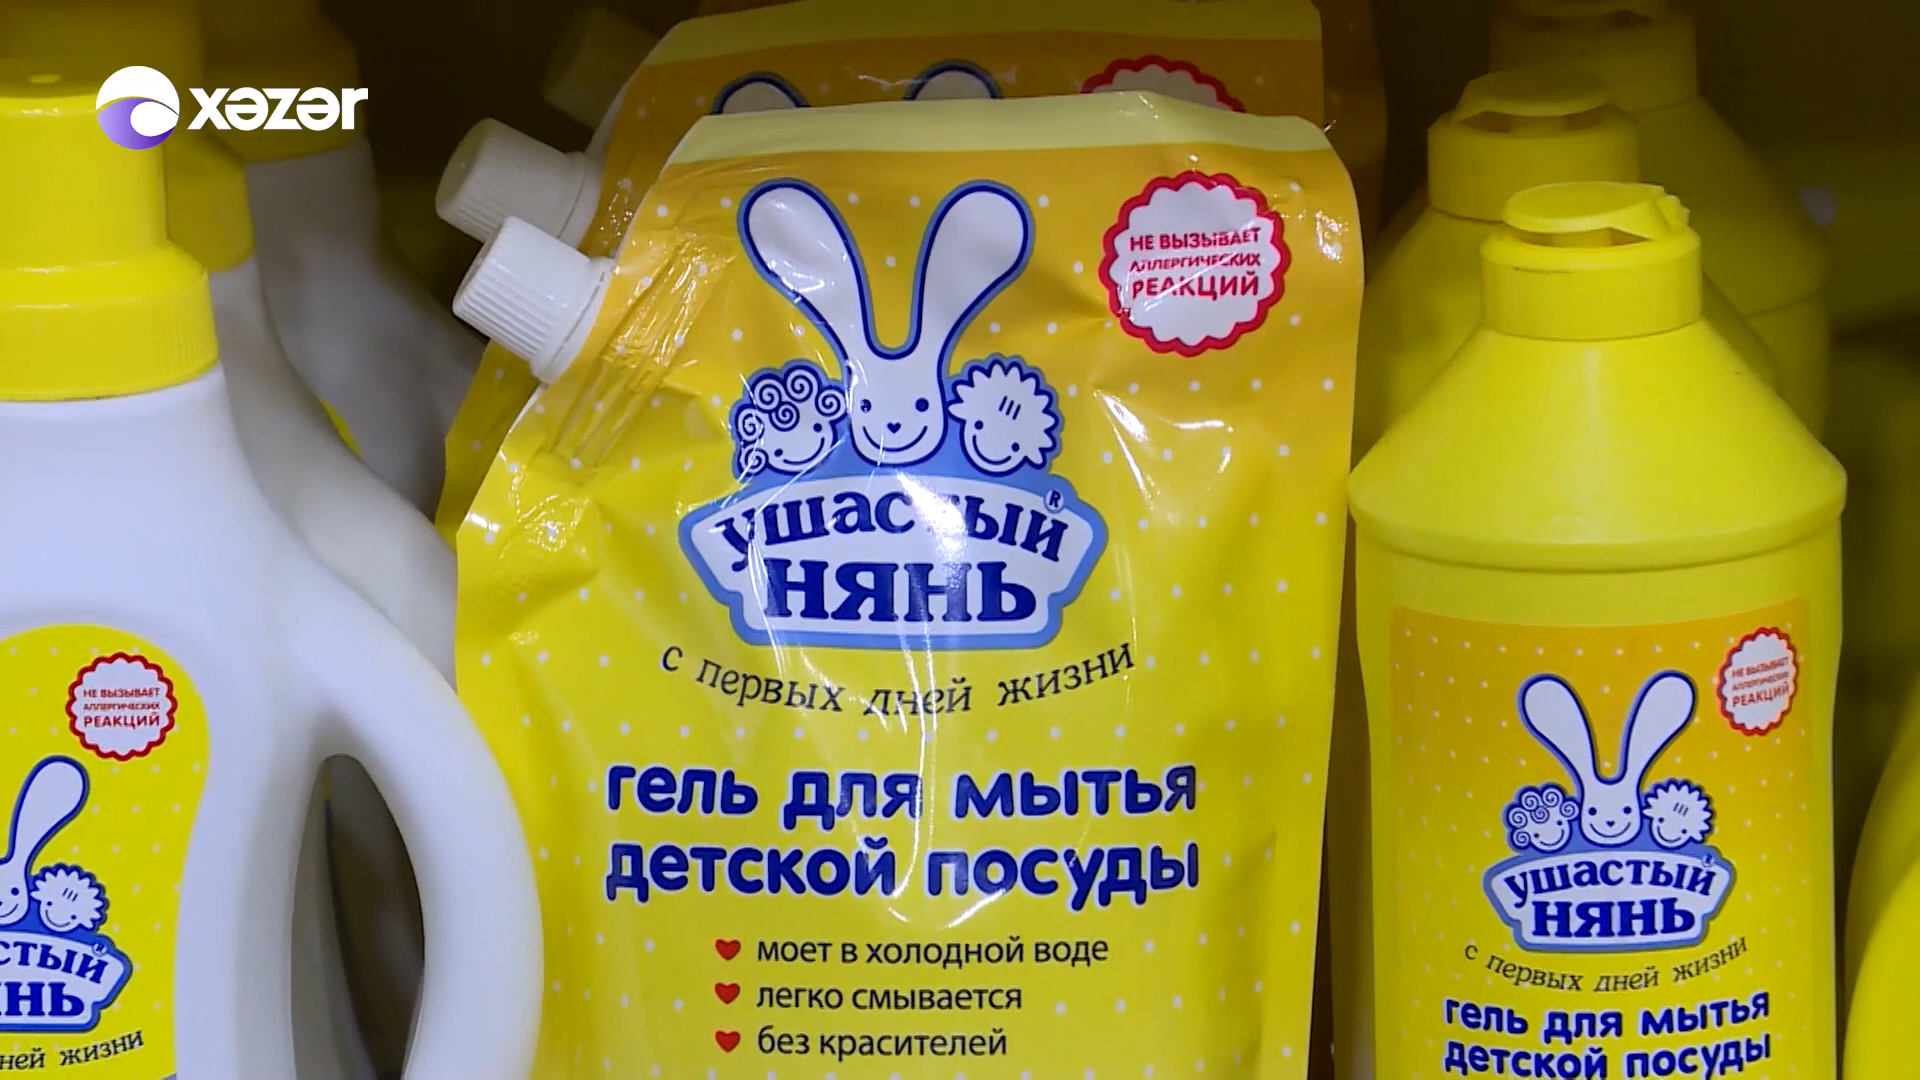 xəzər
НЕ ВЫЗЫВАЕТ
АЛЛЕРГИЧЕСКИХ
РЕАКЦИЙ
УШАСТЫЙ
НЯНЬ
®
с первых дней жизни
гель для мытья
детской посуды
моет в холодной воде
легко смывается
без красителей
НЕ ВЫЗЫВАЕТ
АЛЛЕРГИЧЕСКИХ
РЕАКЦИЙ
СТЫЙ
НЬ
®
ней жизни
НЕ ВЫЗЫВАЕТ
АЛЛЕРГИЧЕСКИХ
РЕАКЦИЙ
УШАСТЫЙ
НЯНЬ
®
с первых дней жизни
гель для мытья
детской посуды